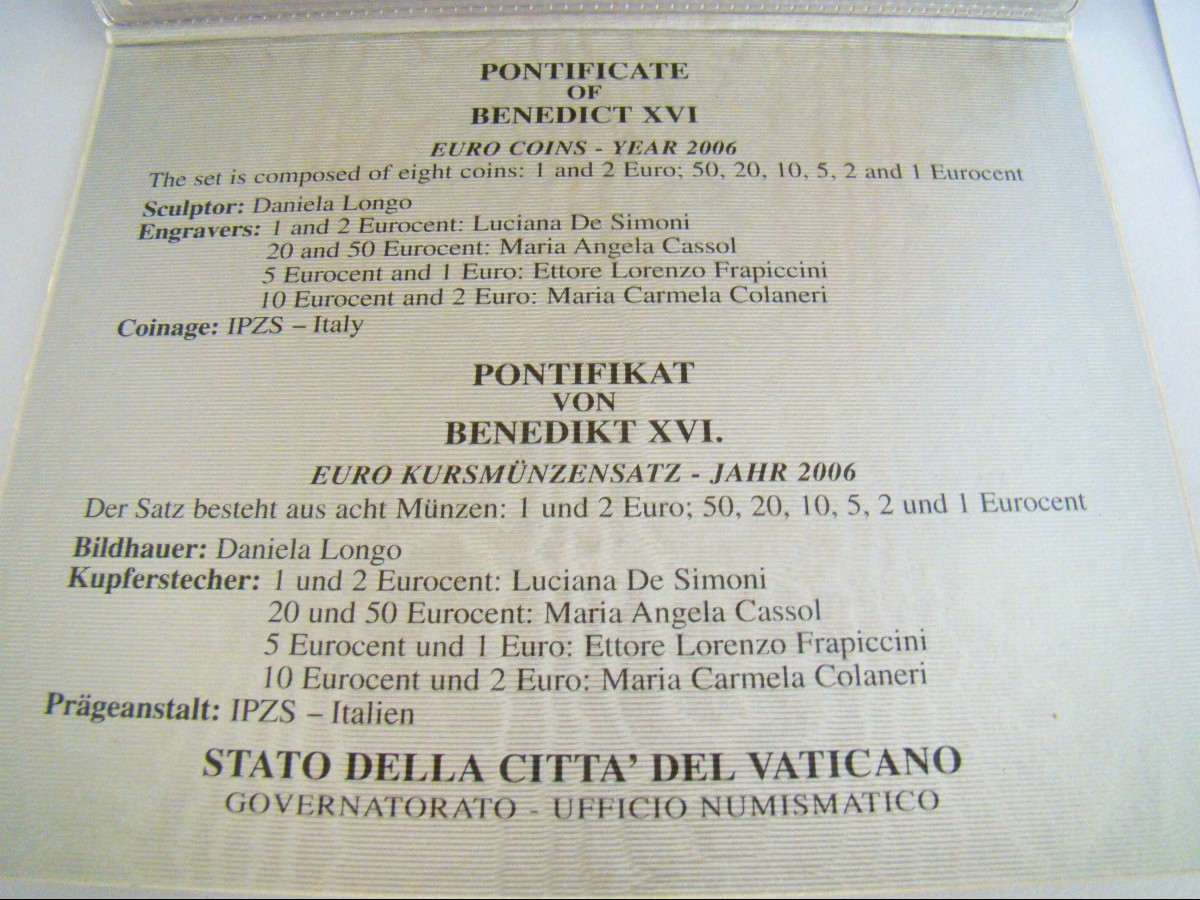 PONTIFICATE
OF
BENEDICT XVI
EURO COINS - YEAR 2006
The set is composed of eight coins: 1 and 2 Euro; 50, 20, 10, 5, 2 and 1 Eurocent
Sculptor: Daniela Longo
Engravers: 1 and 2 Eurocent: Luciana De Simoni
20 and 50 Eurocent: Maria Angela Cassol
5 Eurocent and 1 Euro: Ettore Lorenzo Frapiccini
10 Eurocent and 2 Euro: Maria Carmela Colaneri
Coinage: IPZS – Italy
PONTIFIKAT
VON
BENEDIKT XVI.
EURO KURSMÜNZENSATZ - JAHR 2006
Der Satz besteht aus acht Münzen: 1 und 2 Euro; 50, 20, 10, 5, 2 und 1 Eurocent
Bildhauer: Daniela Longo
Kupferstecher: 1 und 2 Eurocent: Luciana De Simoni
20 und 50 Eurocent: Maria Angela Cassol
5 Eurocent und 1 Euro: Ettore Lorenzo Frapiccini
10 Eurocent und 2 Euro: Maria Carmela Colaneri
Prägeanstalt: IPZS – Italien
STATO DELLA CITTA' DEL VATICANO
GOVERNATORATO - UFFICIO NUMISMATICO